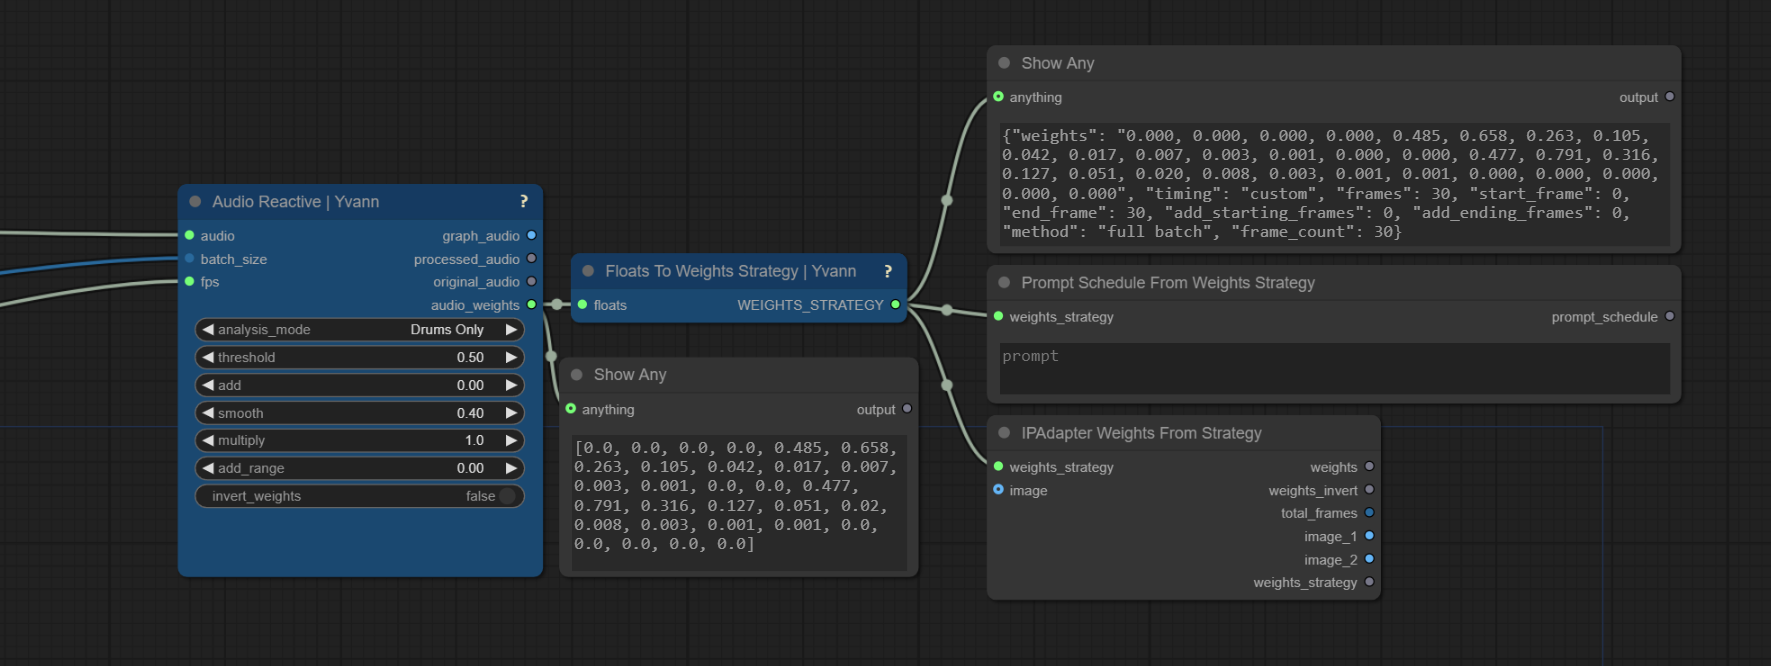 Audio Reactive | Yvann
?
audio
graph_audio
batch_size
processed_audio
fps
original_audio
audio_weights
analysis_mode Drums Only
threshold 0.50
add 0.00
smooth 0.40
multiply 1.0
add_range 0.00
invert_weights false
Floats To Weights Strategy | Yvann
?
floats
WEIGHTS_STRATEGY
Show Any
anything
output
[0.0, 0.0, 0.0, 0.0, 0.485, 0.658,
0.263, 0.105, 0.042, 0.017, 0.007,
0.003, 0.001, 0.0, 0.0, 0.477,
0.791, 0.316, 0.127, 0.051, 0.02,
0.008, 0.003, 0.001, 0.001, 0.0,
0.0, 0.0, 0.0, 0.0]
Show Any
anything
output
{"weights": "0.000, 0.000, 0.000, 0.000, 0.485, 0.658, 0.263, 0.105,
0.042, 0.017, 0.007, 0.003, 0.001, 0.000, 0.000, 0.477, 0.791, 0.316,
0.127, 0.051, 0.020, 0.008, 0.003, 0.001, 0.001, 0.000, 0.000, 0.000,
0.000, 0.000", "timing": "custom", "frames": 30, "start_frame": 0,
"end_frame": 30, "add_starting_frames": 0, "add_ending_frames": 0,
"method": "full batch", "frame_count": 30}
Prompt Schedule From Weights Strategy
weights_strategy
prompt_schedule
prompt
IPAdapter Weights From Strategy
weights_strategy
weights
image
weights_invert
total_frames
image_1
image_2
weights_strategy